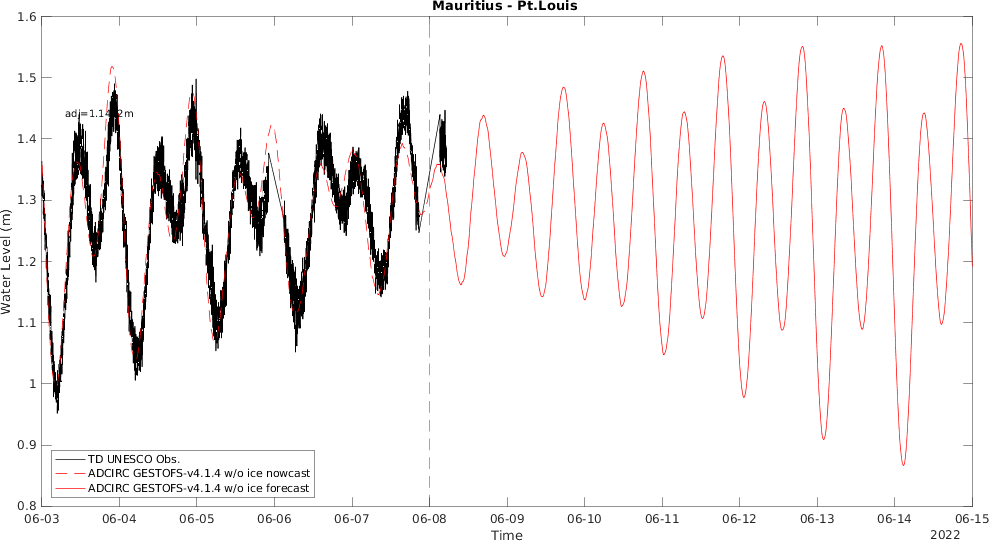 Mauritius - Pt.Louis
1.6
1.5
1.4
1.3
1.2
1.1
1
0.9
0.8
Water Level (m)
TD UNESCO Obs.
ADCIRC GESTOFS-v4.1.4 w/o ice nowcast
ADCIRC GESTOFS-v4.1.4 w/o ice forecast
06-03 06-04 06-05 06-06 06-07 06-08 06-09 06-10 06-11 06-12 06-13 06-14 06-15
Time
2022